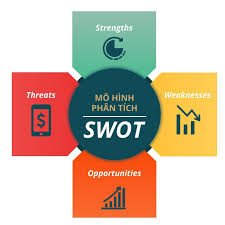 Strengths
Threats
MÔ HÌNH
PHÂN TÍCH
SWOT
Weaknesses
$
Opportunities